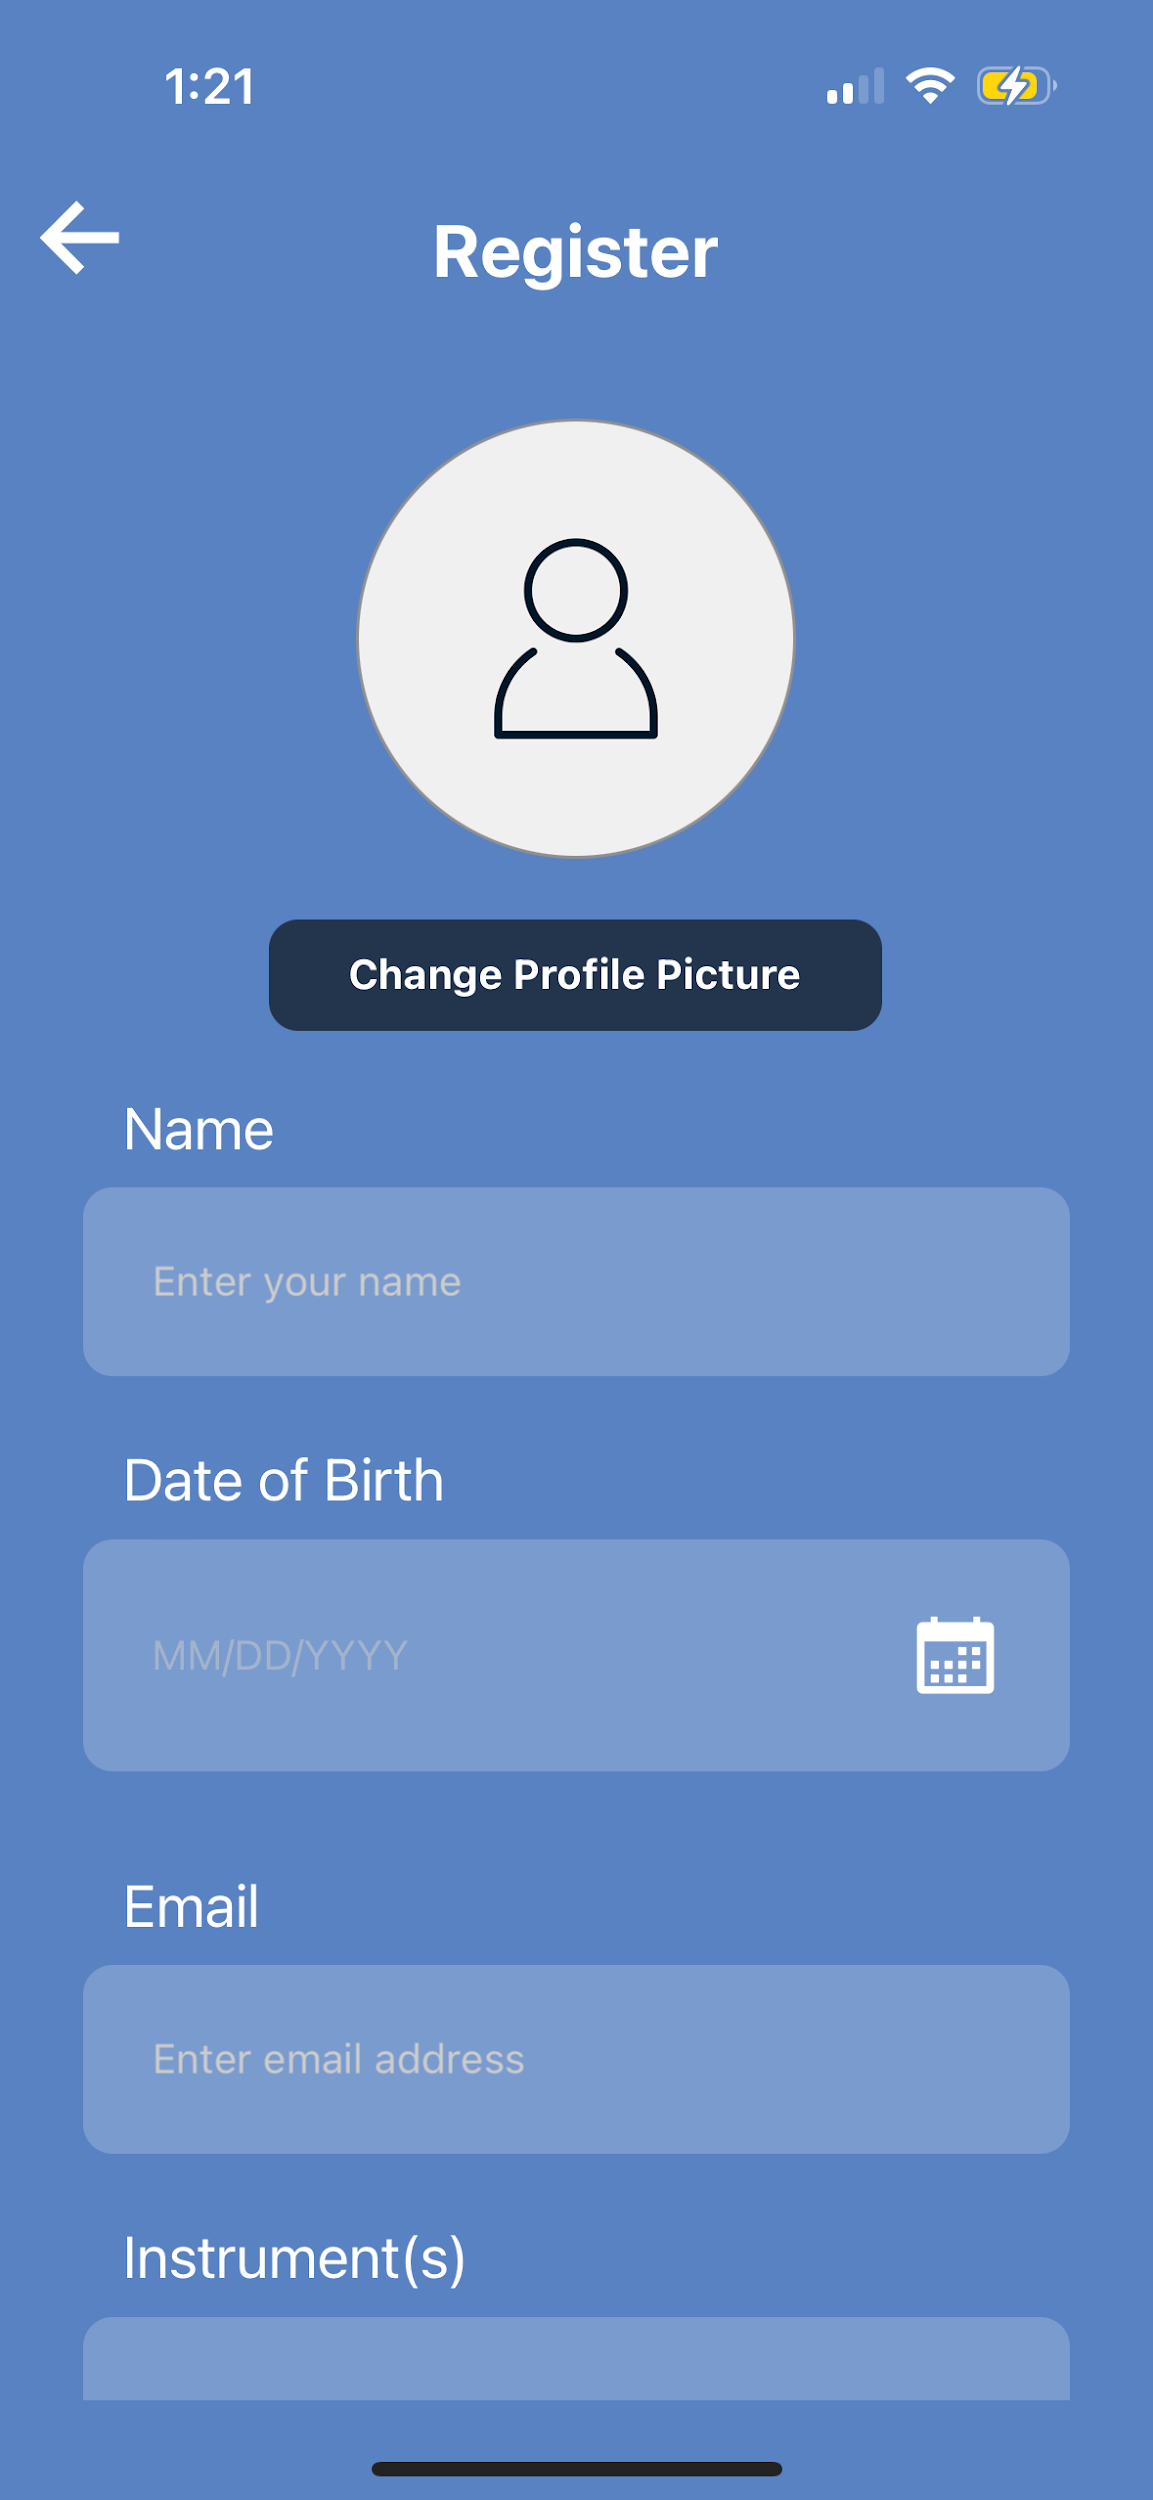 1:21
Register
Change Profile Picture
Name
Enter your name
Date of Birth
MM/DD/YYYY
Email
Enter email address
Instrument(s)